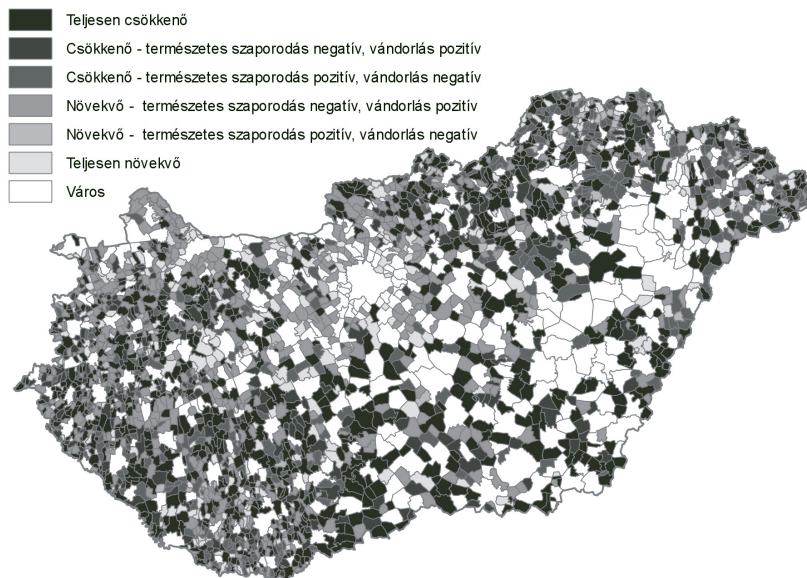 Teljesen csökkenő
Csökkenő - természetes szaporodás negatív, vándorlás pozitív
Csökkenő - természetes szaporodás pozitív, vándorlás negatív
Növekvő - természetes szaporodás negatív, vándorlás pozitív
Növekvő - természetes szaporodás pozitív, vándorlás negatív
Teljesen növekvő
Város